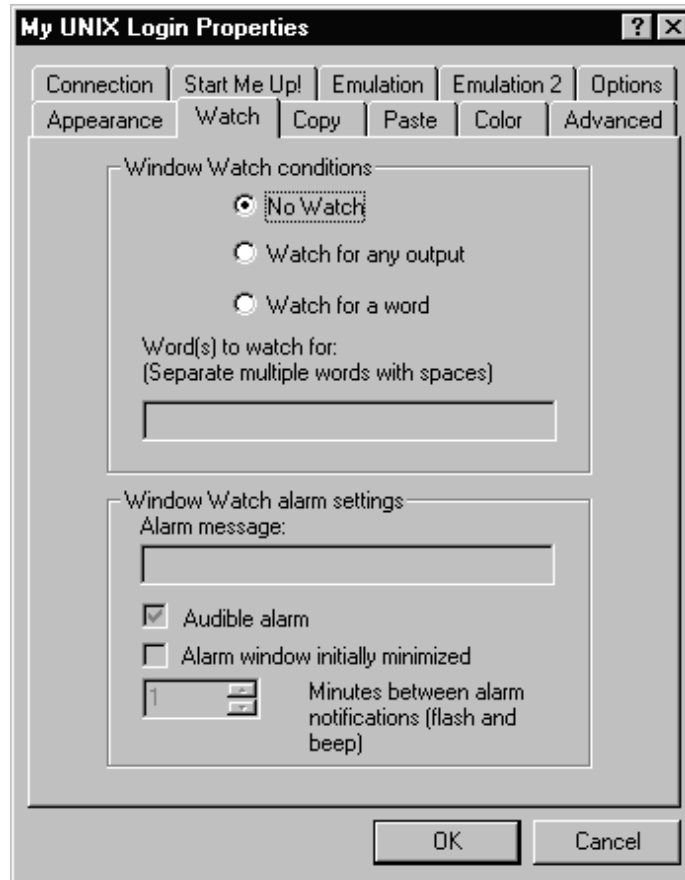 My UNIX Login Properties
Connection Start Me Up! Emulation Emulation 2 Options
Appearance Watch Copy Paste Color Advanced
Window Watch conditions
No Watch
Watch for any output
Watch for a word
Word(s) to watch for:
(Separate multiple words with spaces)
Window Watch alarm settings
Alarm message:
Audible alarm
Alarm window initially minimized
1 Minutes between alarm
notifications (flash and
beep)
OK Cancel